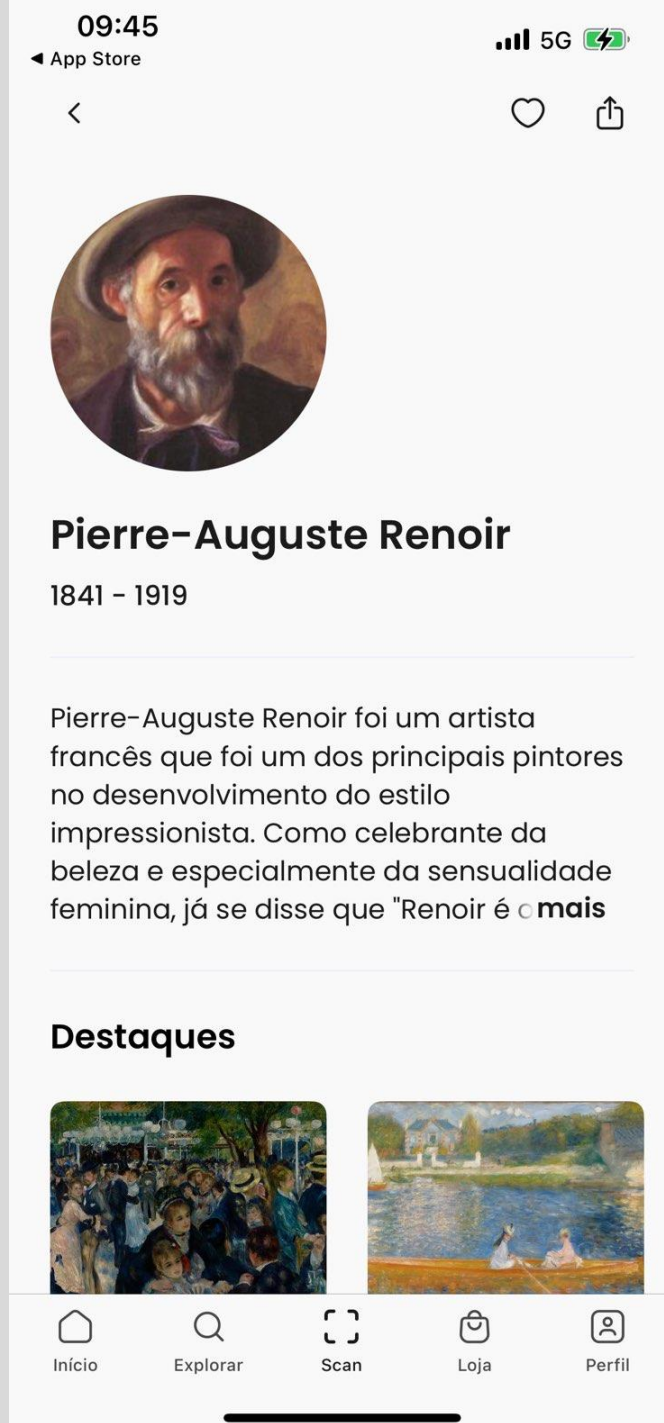 09:45
5G
◀ App Store
Pierre-Auguste Renoir
1841 - 1919
Pierre-Auguste Renoir foi um artista
francês que foi um dos principais pintores
no desenvolvimento do estilo
impressionista. Como celebrante da
beleza e especialmente da sensualidade
feminina, já se disse que "Renoir é o mais
Destaques
Início
Explorar
Scan
Loja
Perfil